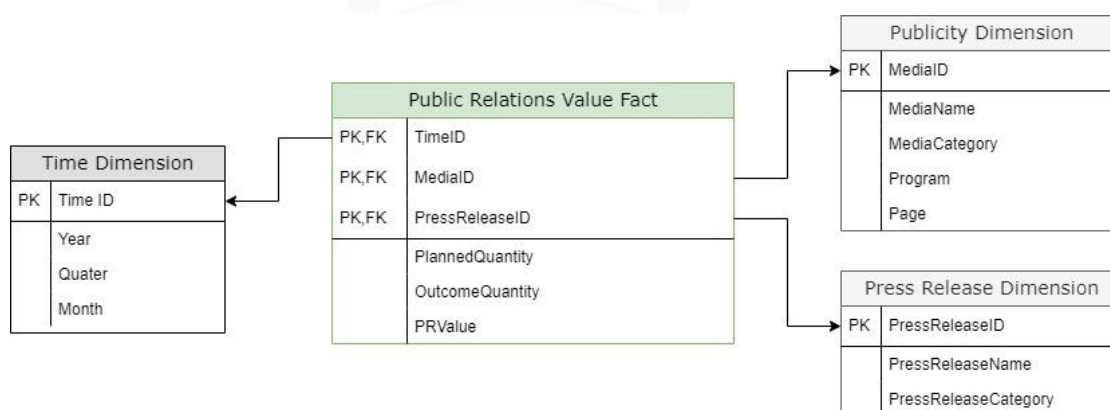 Time Dimension
PK Time ID
Year
Quater
Month
Public Relations Value Fact
PK,FK TimeID
PK,FK MediaID
PK,FK PressReleaseID
PlannedQuantity
OutcomeQuantity
PRValue
Publicity Dimension
PK MediaID
MediaName
MediaCategory
Program
Page
Press Release Dimension
PK PressReleaseID
PressReleaseName
PressReleaseCategory